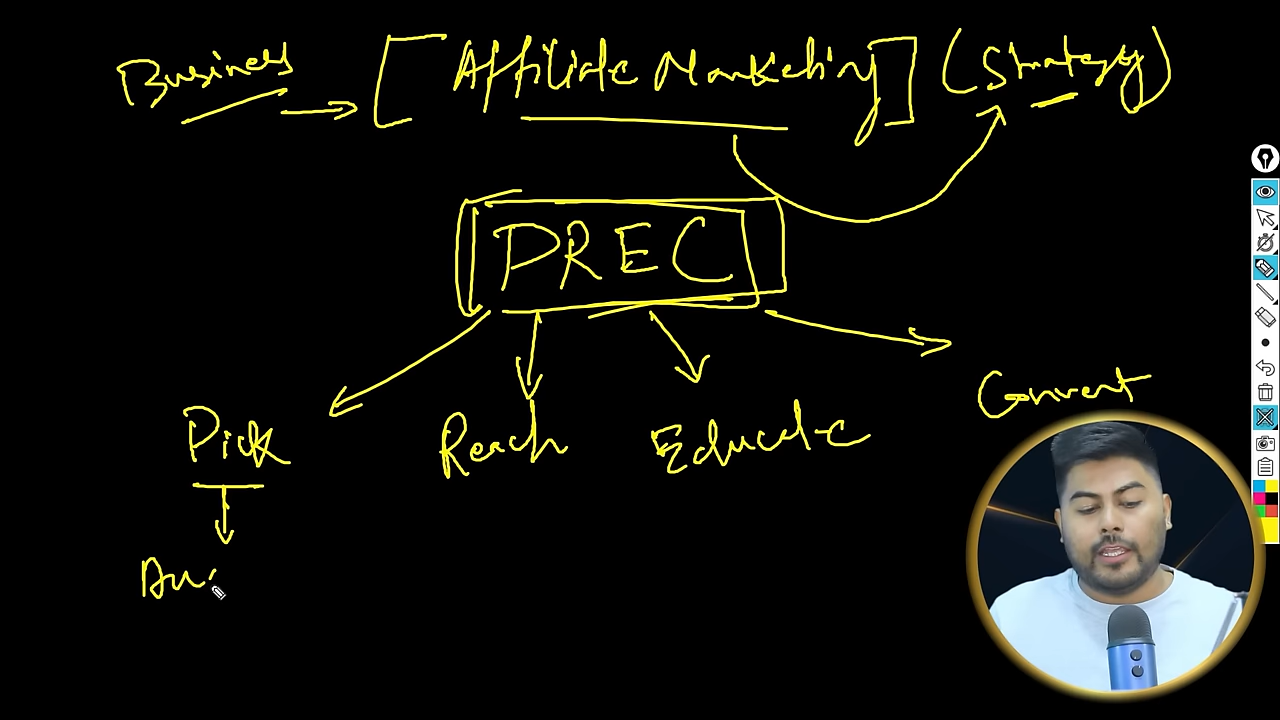 Business → [Affiliate Marketing] (Strategy)
PREC
Pick Reach Educate Convert